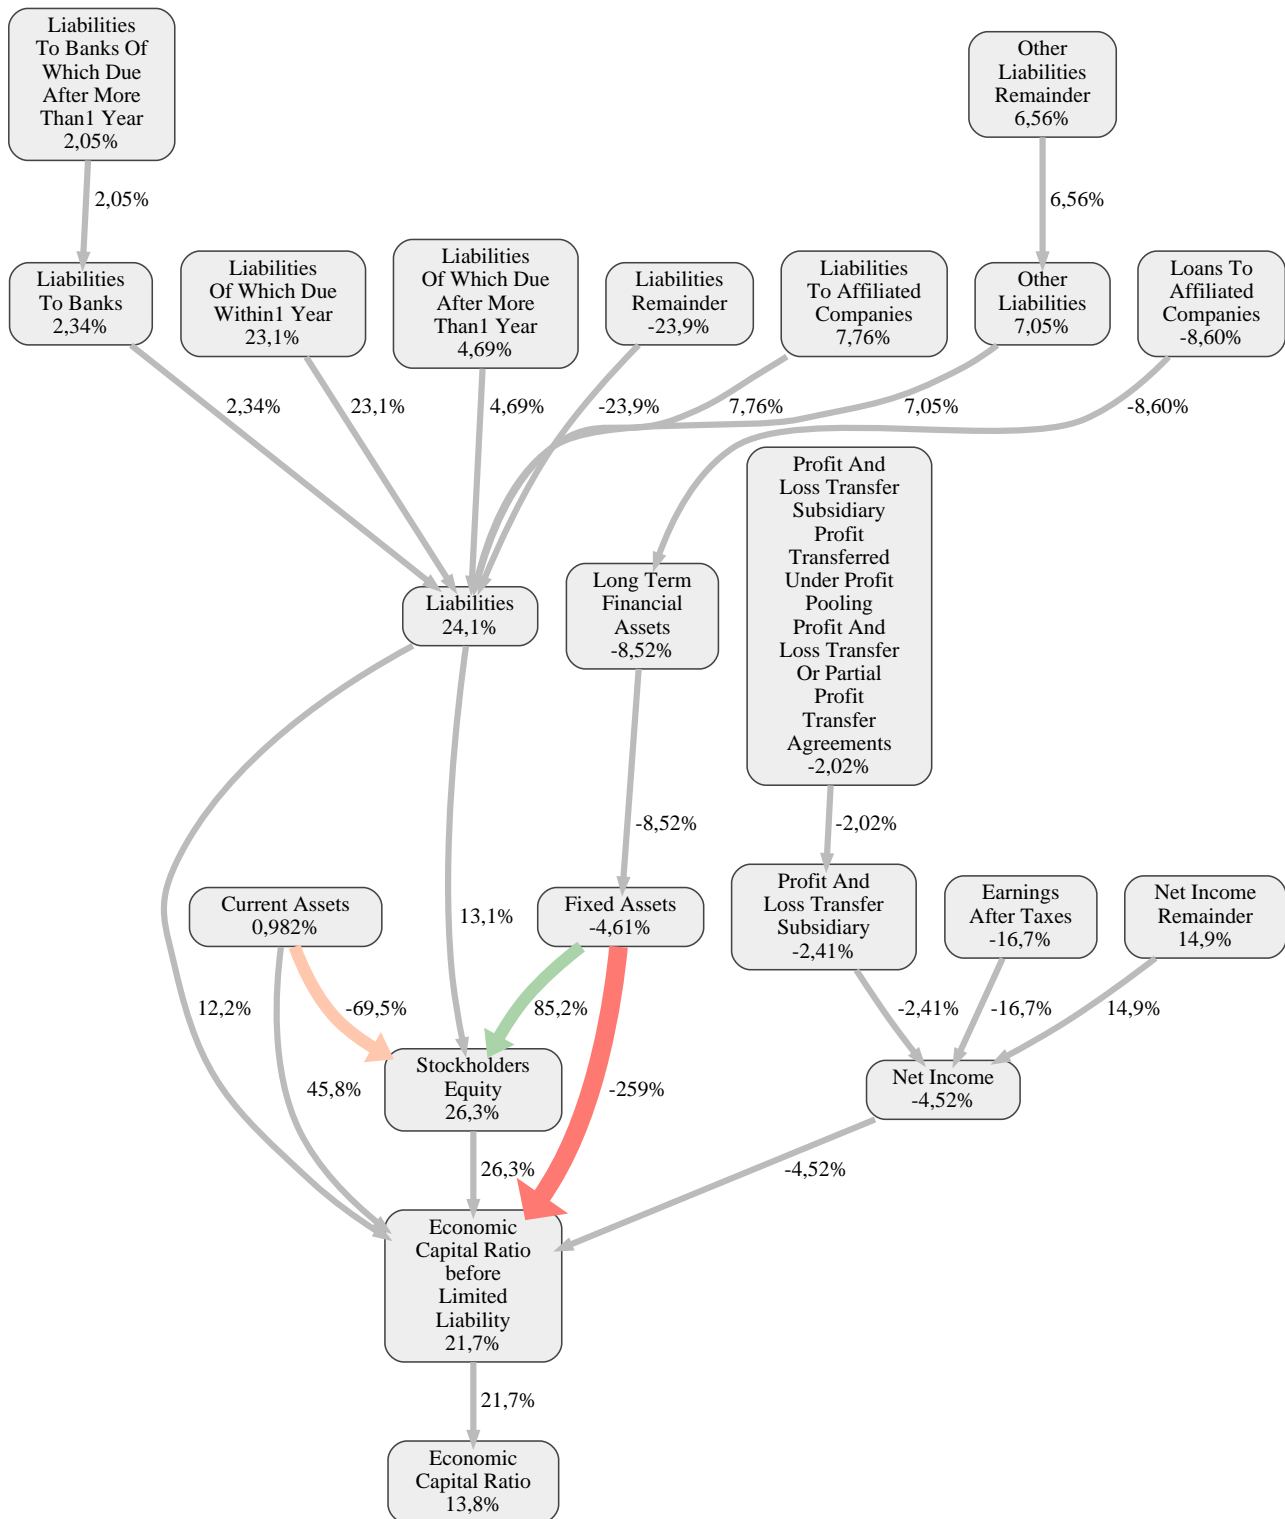 Liabilities
To Banks Of
Which Due
After More
Than1 Year
2,05%
Other
Liabilities
Remainder
6,56%
2,05%
6,56%
Liabilities
To Banks
2,34%
Liabilities
Of Which Due
Within1 Year
23,1%
Liabilities
Of Which Due
After More
Than1 Year
4,69%
Liabilities
Remainder
-23,9%
Liabilities
To Affiliated
Companies
7,76%
Other
Liabilities
7,05%
Loans To
Affiliated
Companies
-8,60%
2,34%
23,1%
4,69%
-23,9%
7,76%
7,05%
-8,60%
Profit And
Loss Transfer
Subsidiary
Profit
Transferred
Under Profit
Pooling
Profit And
Loss Transfer
Or Partial
Profit
Transfer
Agreements
-2,02%
Liabilities
24,1%
Long Term
Financial
Assets
-8,52%
-8,52%
-2,02%
Current Assets
0,982%
13,1%
Fixed Assets
-4,61%
Profit And
Loss Transfer
Subsidiary
-2,41%
Earnings
After Taxes
-16,7%
Net Income
Remainder
14,9%
12,2%
-69,5%
85,2%
-2,41%
-16,7%
14,9%
45,8%
Stockholders
Equity
26,3%
-259%
Net Income
-4,52%
26,3%
-4,52%
Economic
Capital Ratio
before
Limited
Liability
21,7%
21,7%
Economic
Capital Ratio
13,8%